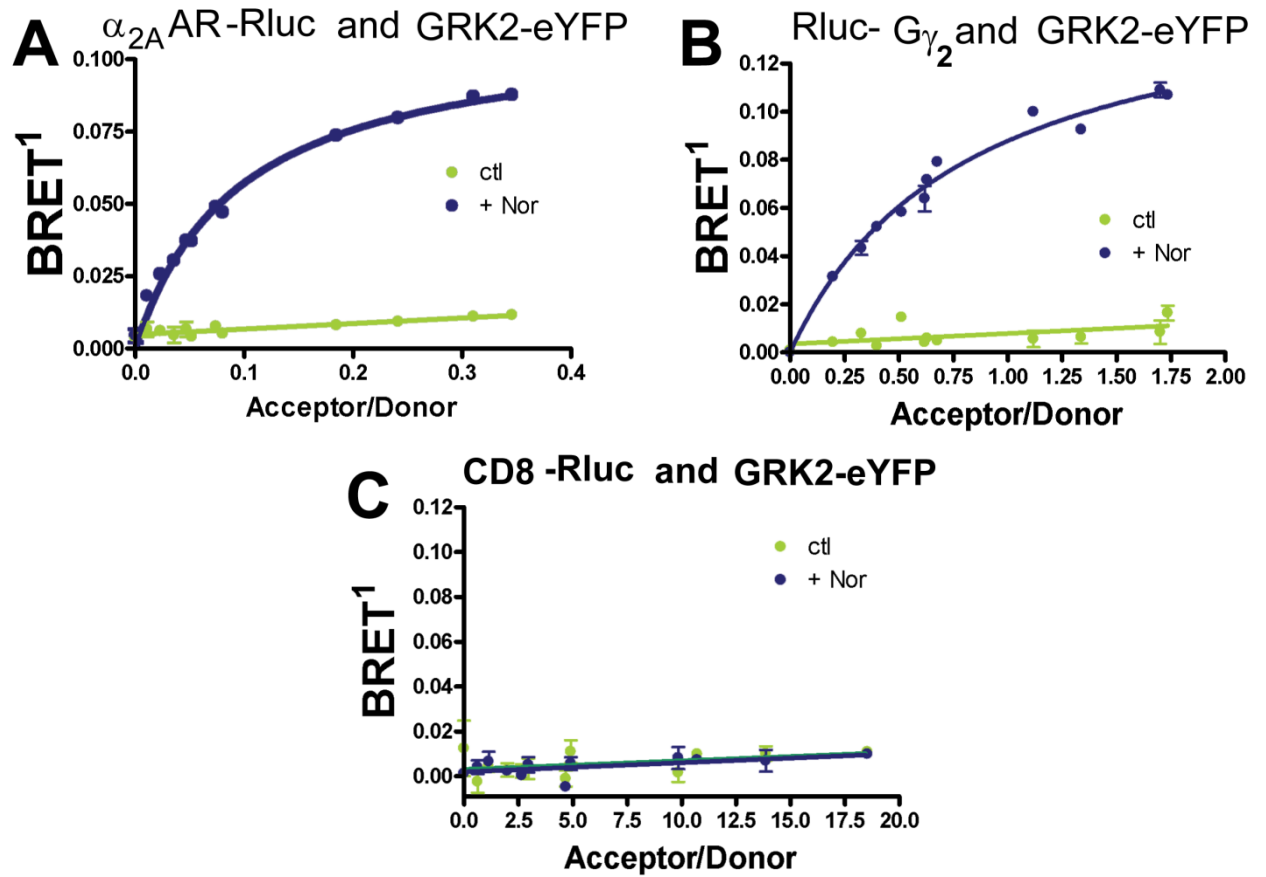 A
α2A AR-Rluc and GRK2-eYFP
BRET1
0.100
0.075
0.050
0.025
0.000
ctl
+ Nor
0.0 0.1 0.2 0.3 0.4
Acceptor/Donor
B
Rluc- Gγ2 and GRK2-eYFP
BRET1
0.12
0.10
0.08
0.06
0.04
0.02
0.00
ctl
+ Nor
0.00 0.25 0.50 0.75 1.00 1.25 1.50 1.75 2.00
Acceptor/Donor
C
CD8 -Rluc and GRK2-eYFP
BRET1
0.12
0.10
0.08
0.06
0.04
0.02
0.00
ctl
+ Nor
0.0 2.5 5.0 7.5 10.0 12.5 15.0 17.5 20.0
Acceptor/Donor